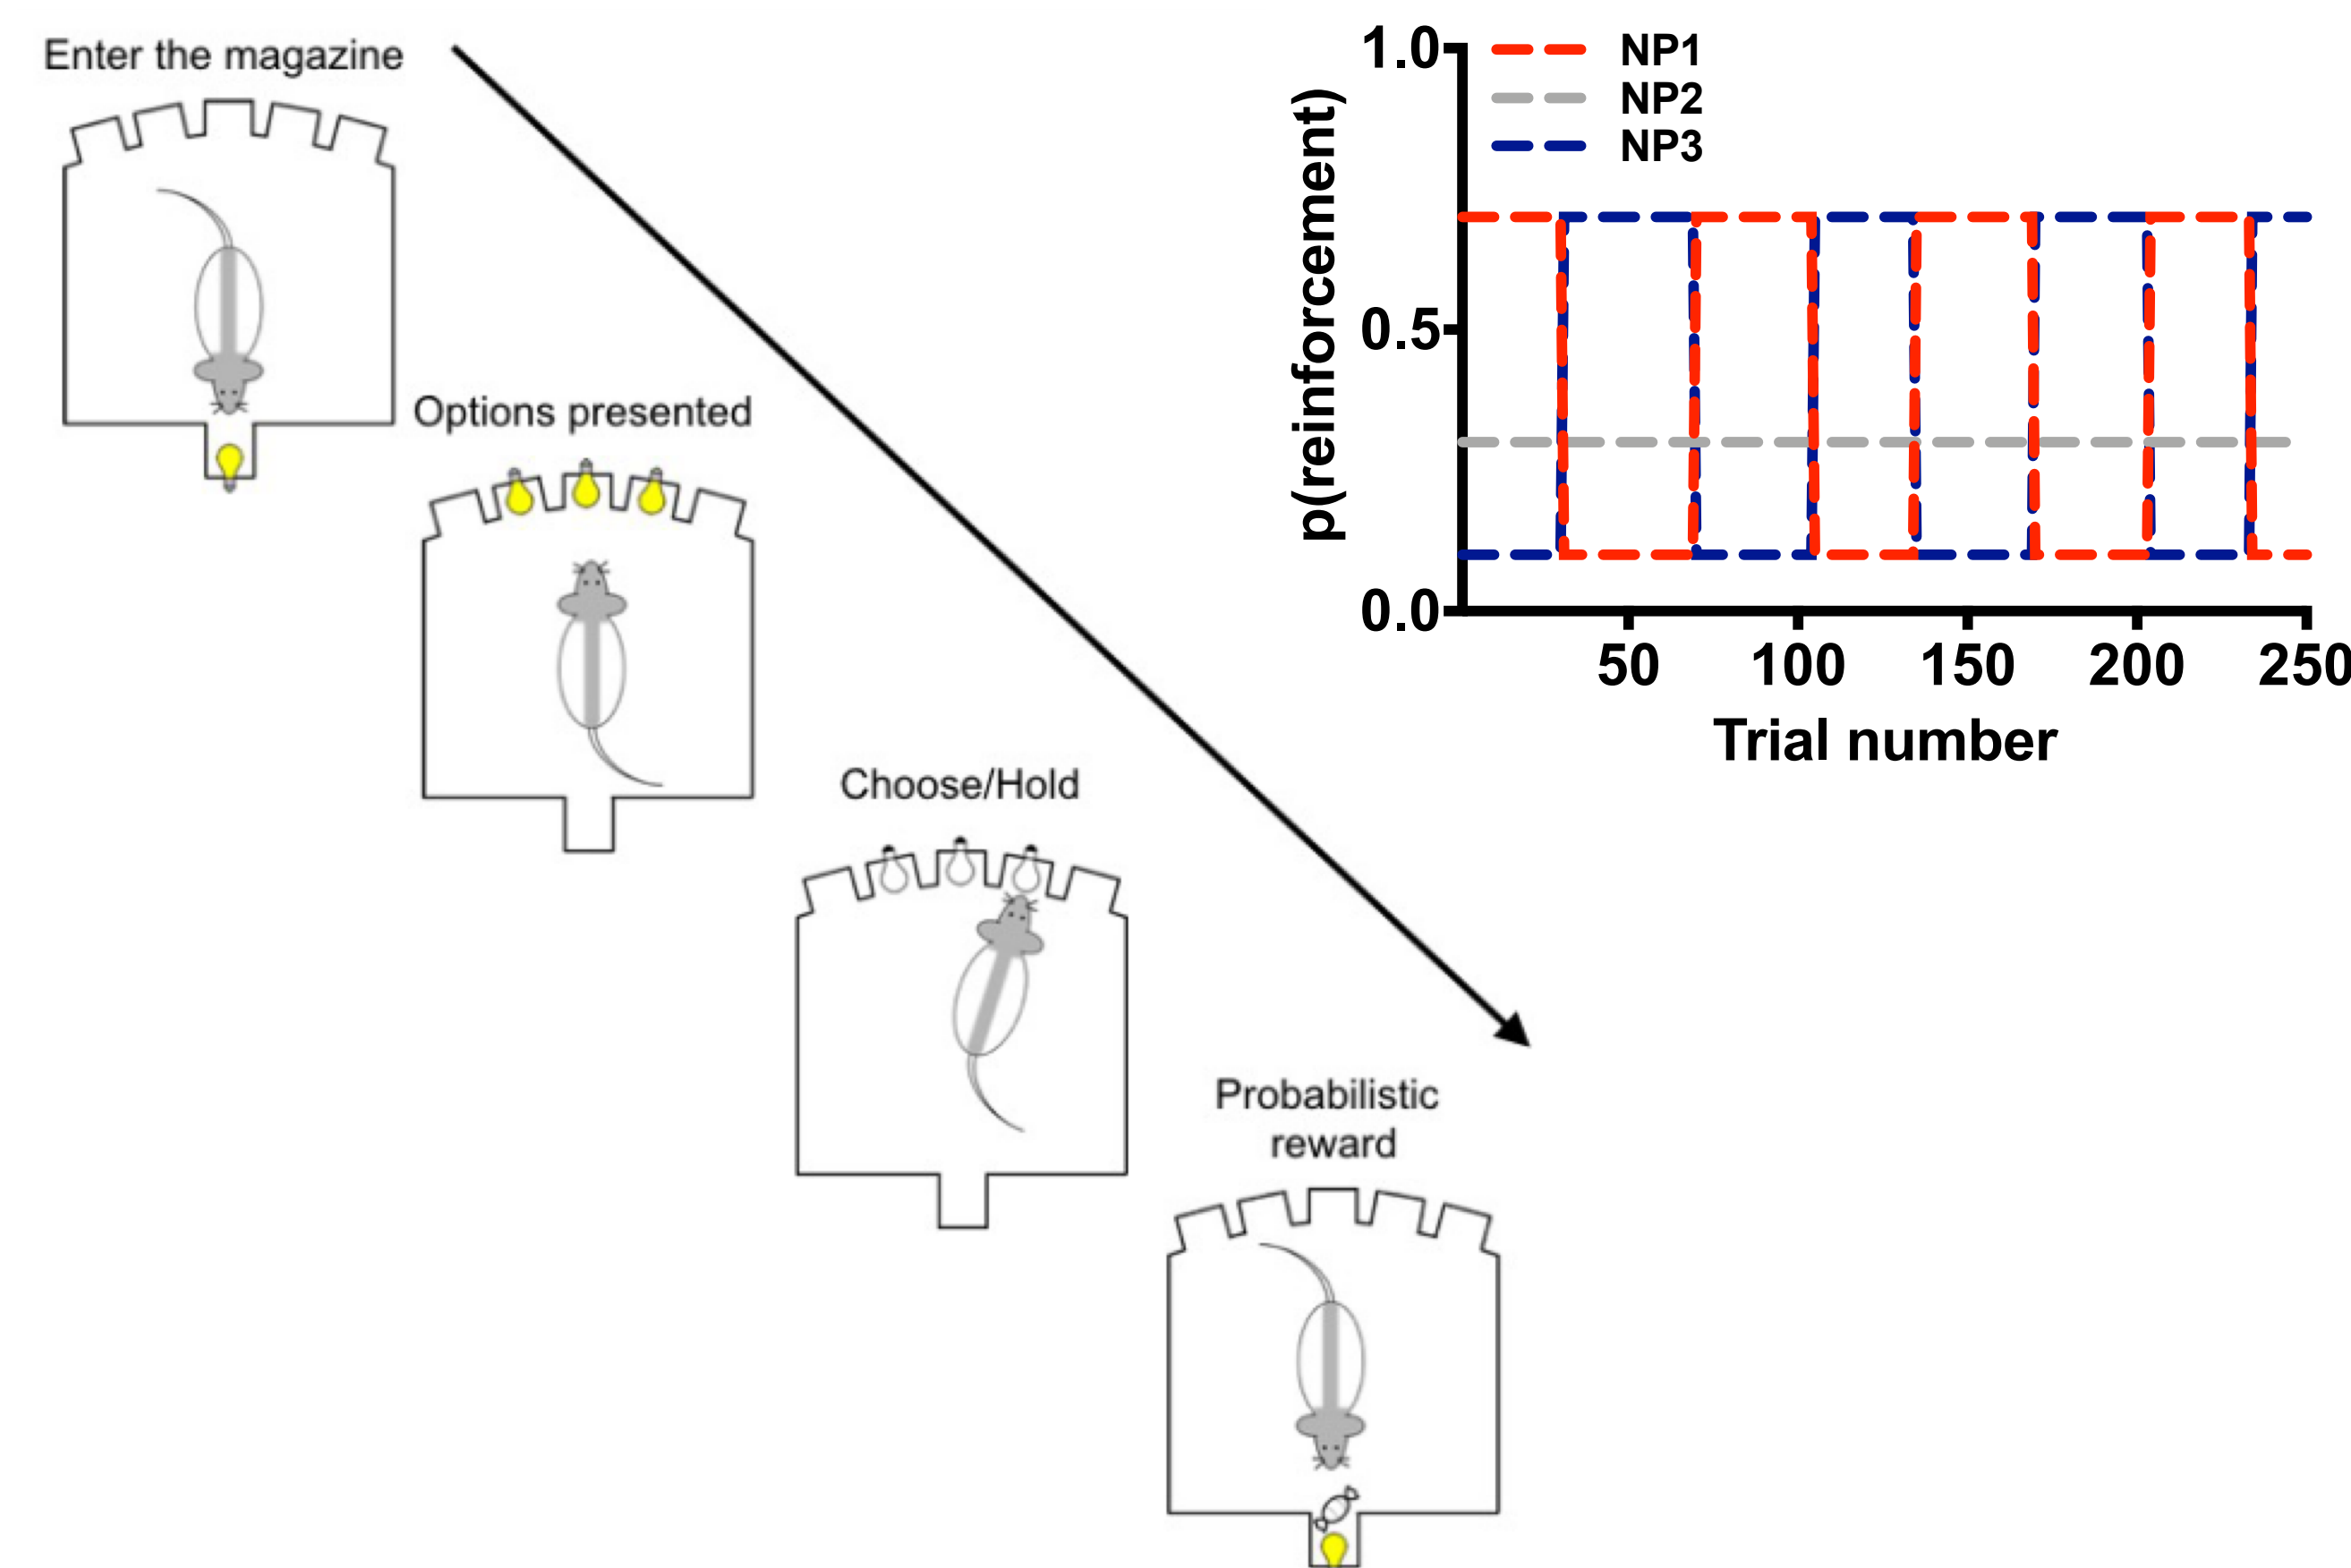 Enter the magazine
Options presented
Choose/Hold
Probabilistic
reward
1.0
0.5
0.0
p(reinforcement)
NP1
NP2
NP3
50 100 150 200 250
Trial number